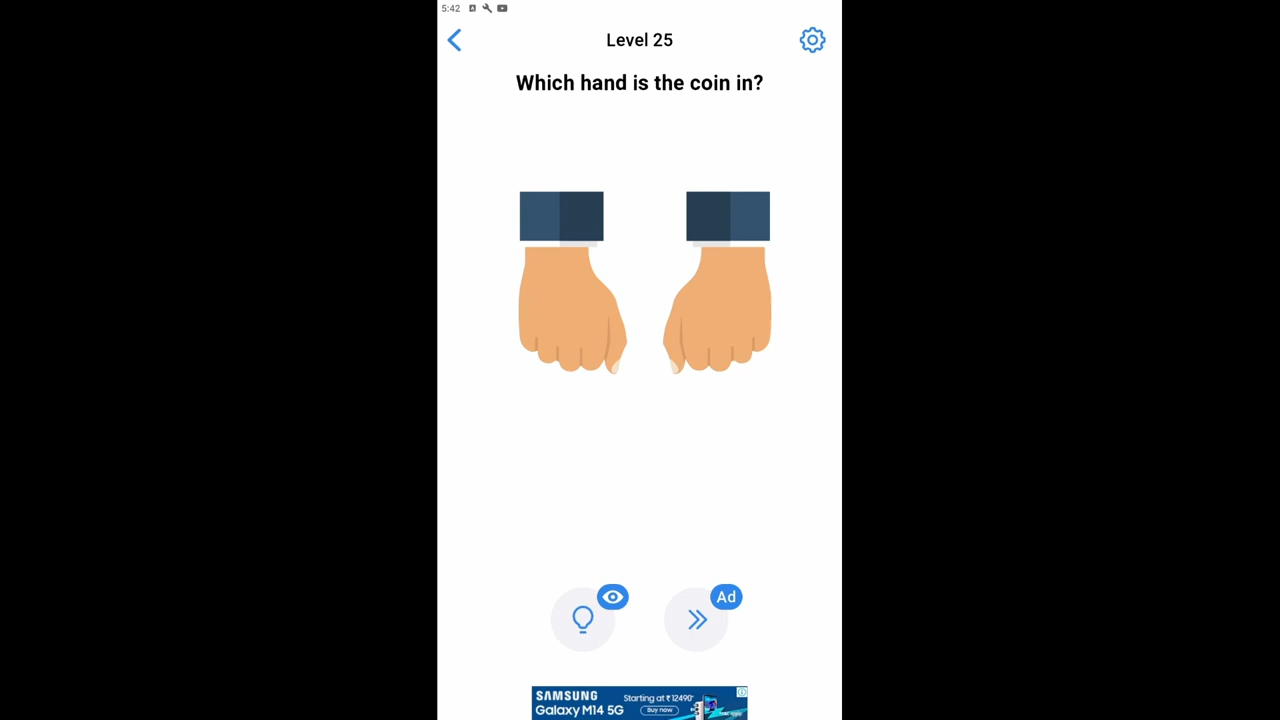 5:42
Level 25
Which hand is the coin in?
Ad
SAMSUNG
Galaxy M14 5G
Starting at ₹12490*
Buy now